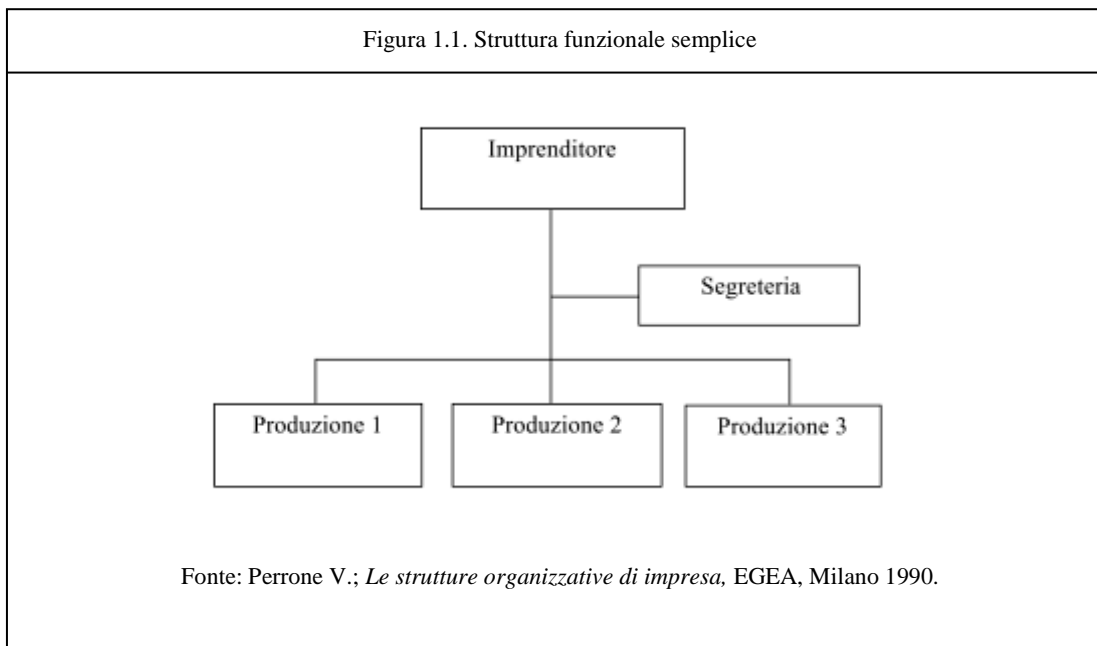 Figura 1.1. Struttura funzionale semplice
Imprenditore
Segreteria
Produzione 1
Produzione 2
Produzione 3
Fonte: Perrone V.; Le strutture organizzative di impresa, EGEA, Milano 1990.